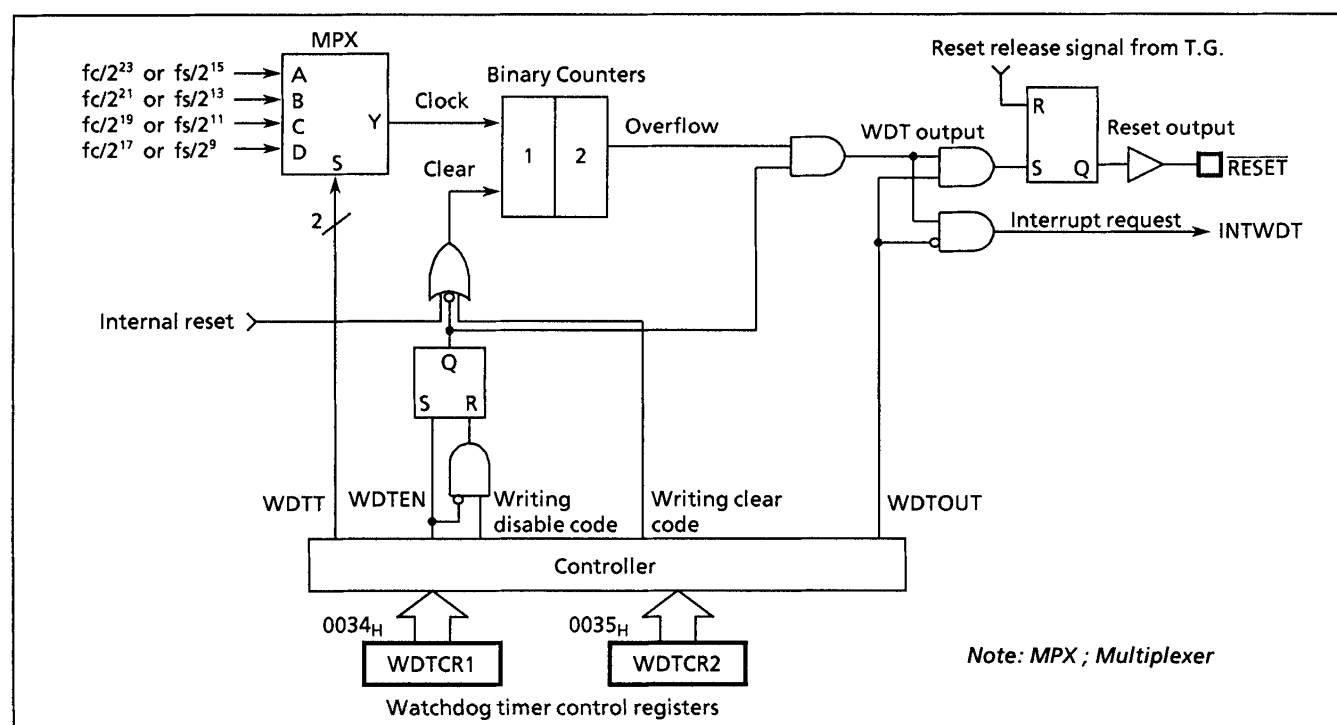 MPX
Reset release signal from T.G.
fc/2²³ or fs/2¹⁵
A
fc/2²¹ or fs/2¹³
B
fc/2¹⁹ or fs/2¹¹
C
fc/2¹⁷ or fs/2⁹
D
Y
S
Clock
Binary Counters
1
2
Clear
Overflow
WDT output
R
S
Q
Reset output
RESET
2
Interrupt request
INTWDT
Internal reset
Q
S
R
WDTT
WDTEN
Writing
disable code
Writing clear
code
WDTOUT
Controller
0034H
WDTCR1
0035H
WDTCR2
Note: MPX ; Multiplexer
Watchdog timer control registers